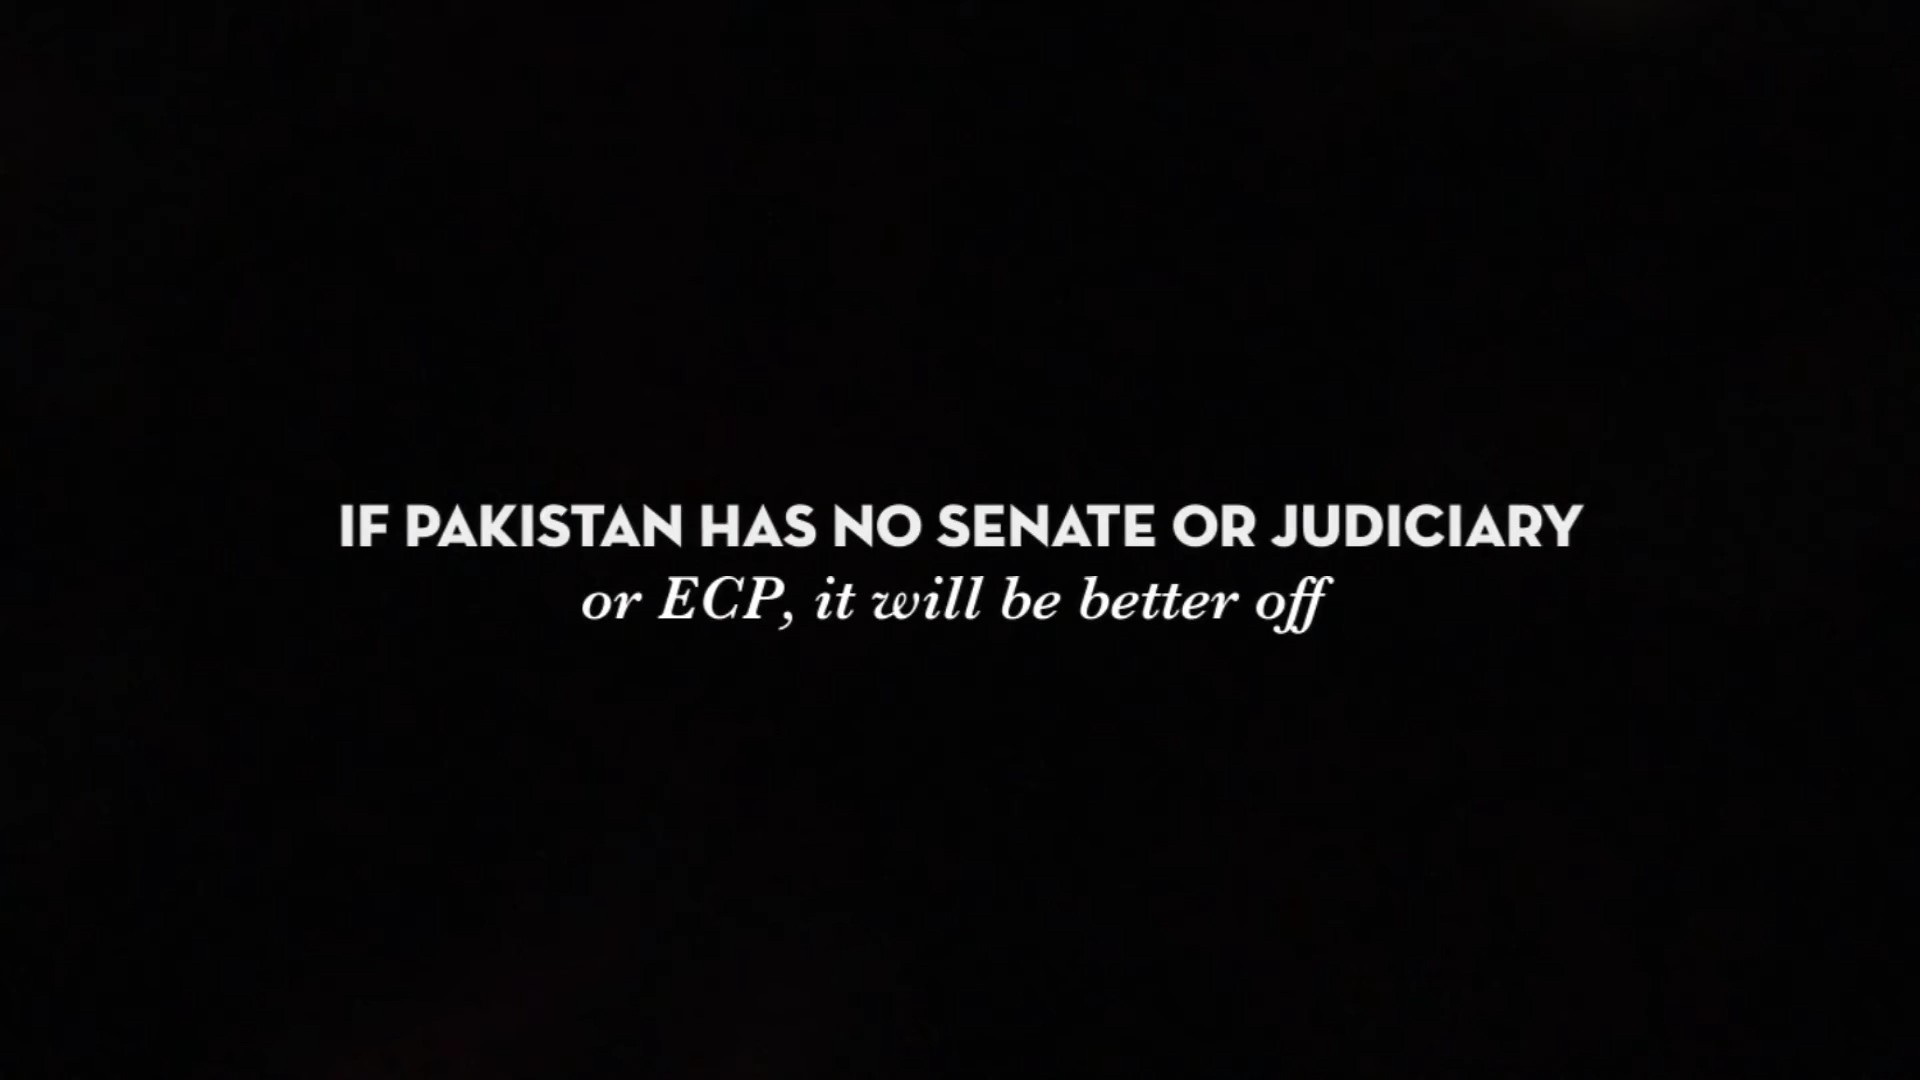 IF PAKISTAN HAS NO SENATE OR JUDICIARY
or ECP, it will be better off